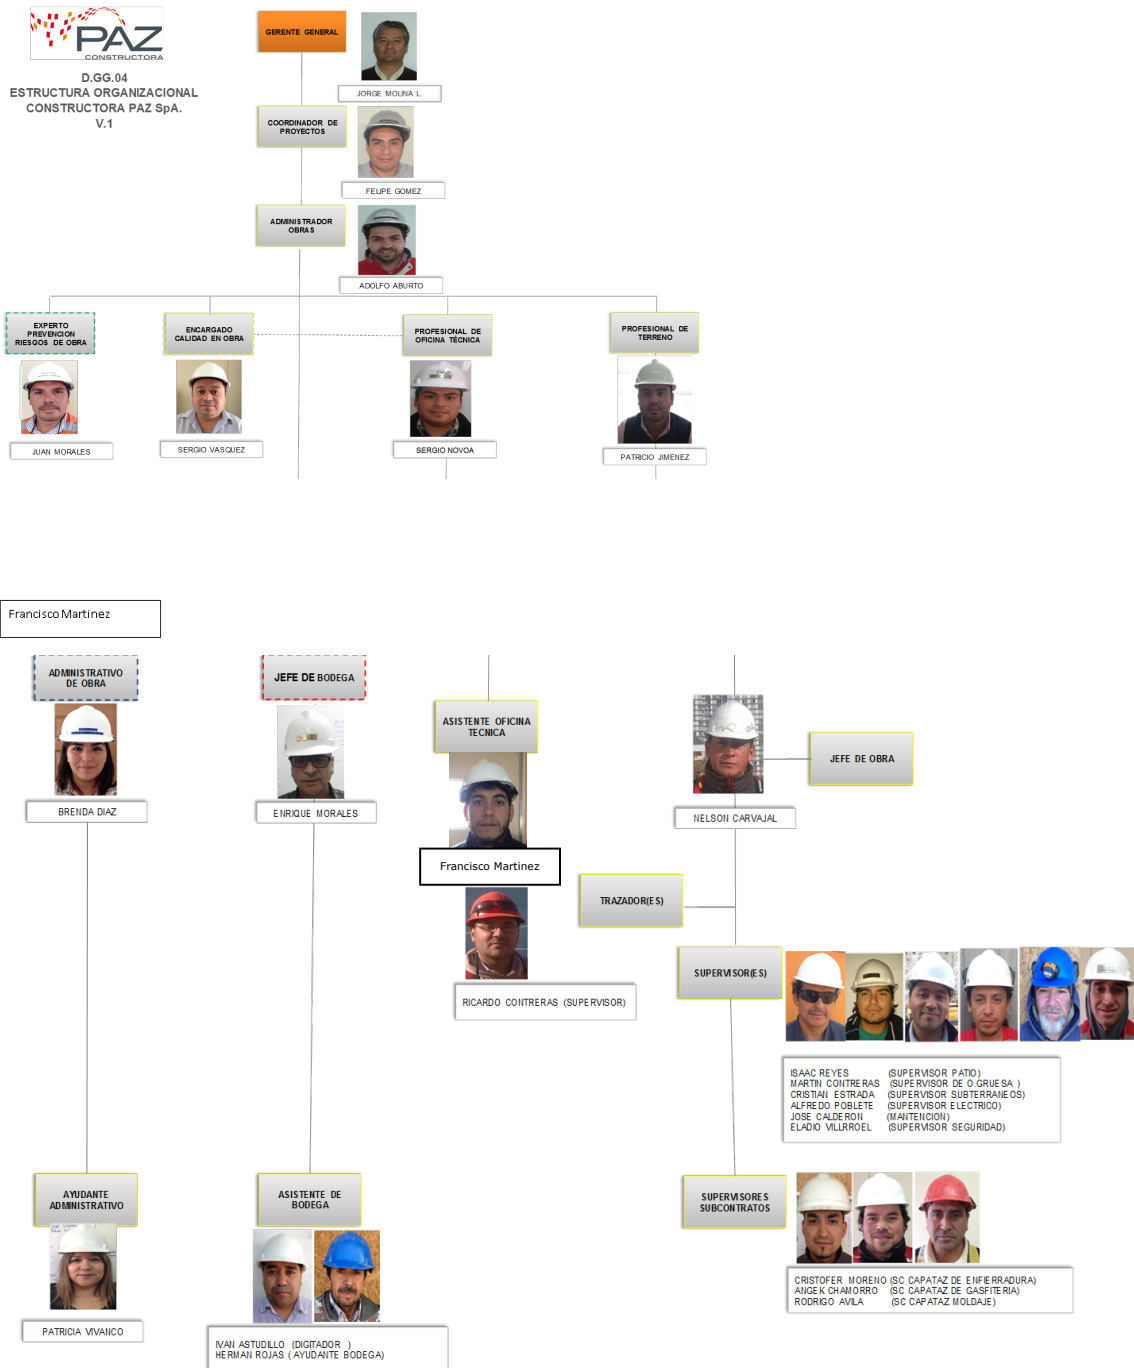 PAZ
CONSTRUCTORA
D.GG.04
ESTRUCTURA ORGANIZACIONAL
CONSTRUCTORA PAZ SpA.
V.1
GERENTE GENERAL
JORGE MOLINA L.
COORDINADOR DE
PROYECTOS
FELIPE GOMEZ
ADMINISTRADOR
OBRAS
ADOLFO ABURTO
EXPERTO
PREVENCION
RIESGOS DE OBRA
ENCARGADO
CALIDAD EN OBRA
PROFESIONAL DE
OFICINA TÉCNICA
PROFESIONAL DE
TERRENO
JUAN MORALES
SERGIO VASQUEZ
SERGIO NOVOA
PATRICIO JIMENEZ
Francisco Martinez
ADMINISTRATIVO
DE OBRA
JEFE DE BODEGA
ASISTENTE OFICINA
TECNICA
JEFE DE OBRA
BRENDA DIAZ
ENRIQUE MORALES
NELSON CARVAJAL
Francisco Martinez
TRAZADOR(ES)
RICARDO CONTRERAS (SUPERVISOR)
SUPERVISOR(ES)
ISAAC REYES (SUPERVISOR PATIO)
MARTIN CONTRERAS (SUPERVISOR DE O.GRUESA )
CRISTIAN ESTRADA (SUPERVISOR SUBTERRANEOS)
ALFREDO POBLETE (SUPERVISOR ELECTRICO)
JOSE CALDERON (MANTENCION)
ELADIO VILLRROEL (SUPERVISOR SEGURIDAD)
AYUDANTE
ADMINISTRATIVO
ASISTENTE DE
BODEGA
SUPERVISORES
SUBCONTRATOS
CRISTOFER MORENO (SC CAPATAZ DE ENFIERRADURA)
ANGEK CHAMORRO (SC CAPATAZ DE GASFITERIA)
RODRIGO AVILA (SC CAPATAZ MOLDAJE)
PATRICIA VIVANCO
IVAN ASTUDILLO (DIGITADOR )
HERMAN ROJAS ( AYUDANTE BODEGA)